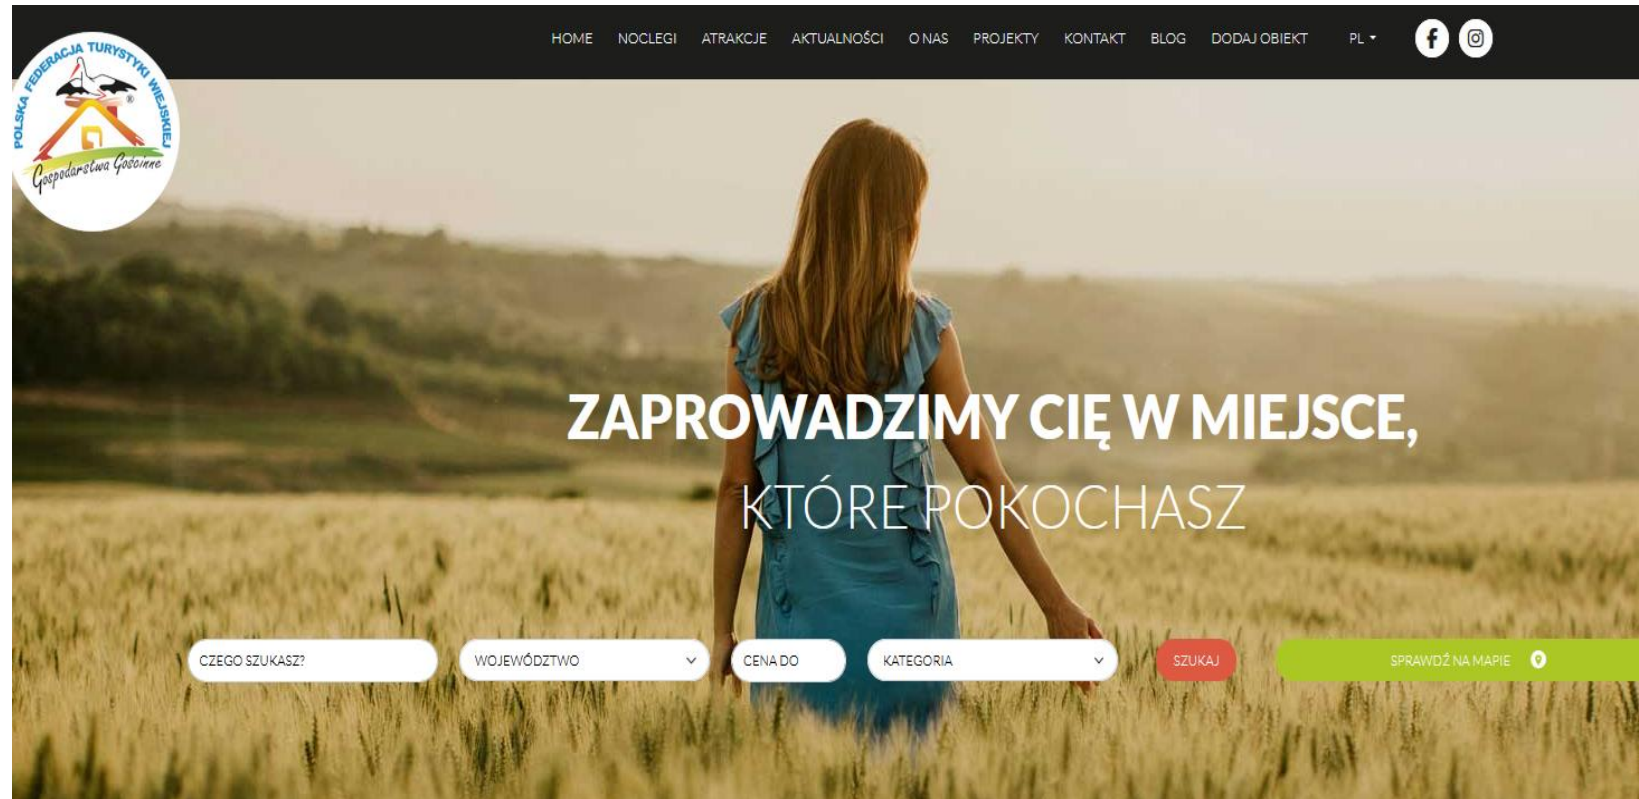 POLSKA FEDERACJA TURYSTYKI WIEJSKIEJ
®
Gospodarstwa Gościnne
HOME NOCLEGI ATRAKCJE AKTUALNOŚCI O NAS PROJEKTY KONTAKT BLOG DODAJ OBIEKT PL
ZAPROWADZIMY CIĘ W MIEJSCE,
KTÓRE POKOCHASZ
CZEGO SZUKASZ? WOJEWÓDZTWO CENA DO KATEGORIA SZUKAJ SPRAWDŹ NA MAPIE